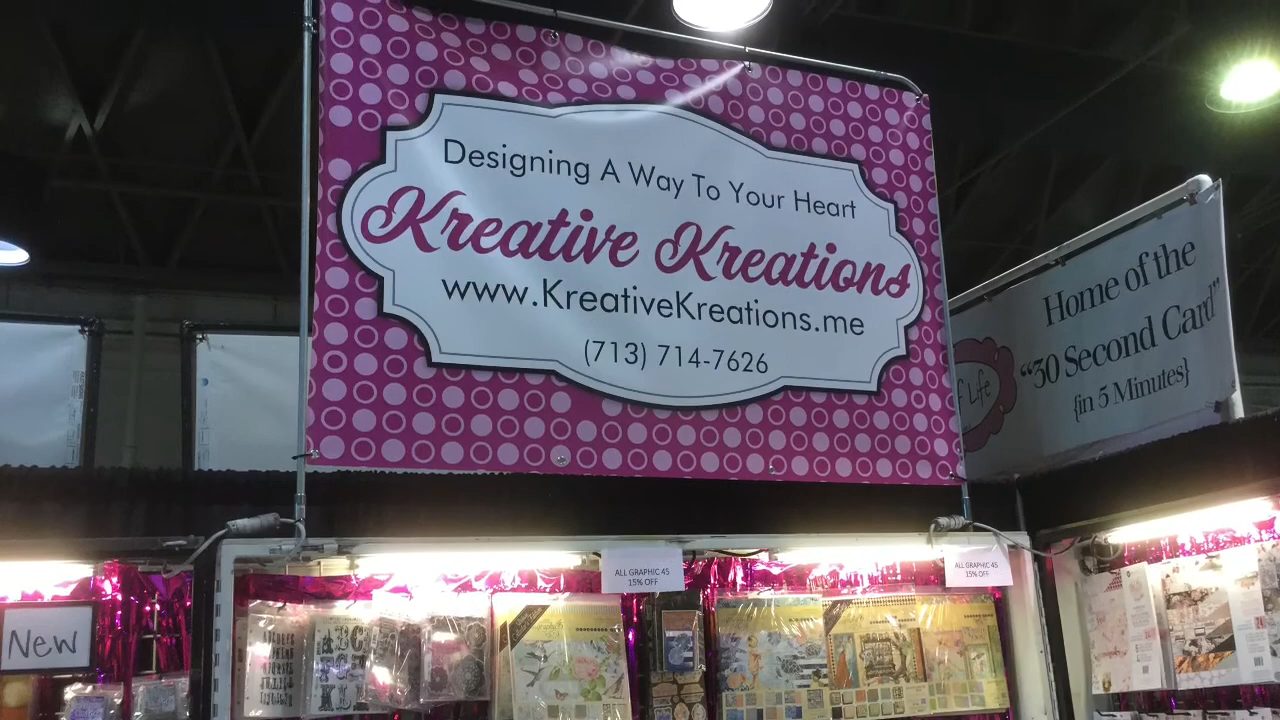 Designing A Way To Your Heart
Kreative Kreations
www.KreativeKreations.me
(713) 714-7626
Home of the
“30 Second Card”
{in 5 Minutes}
f Life
ALL GRAPHIC 45
15% OFF
ALL GRAPHIC 45
15% OFF
New